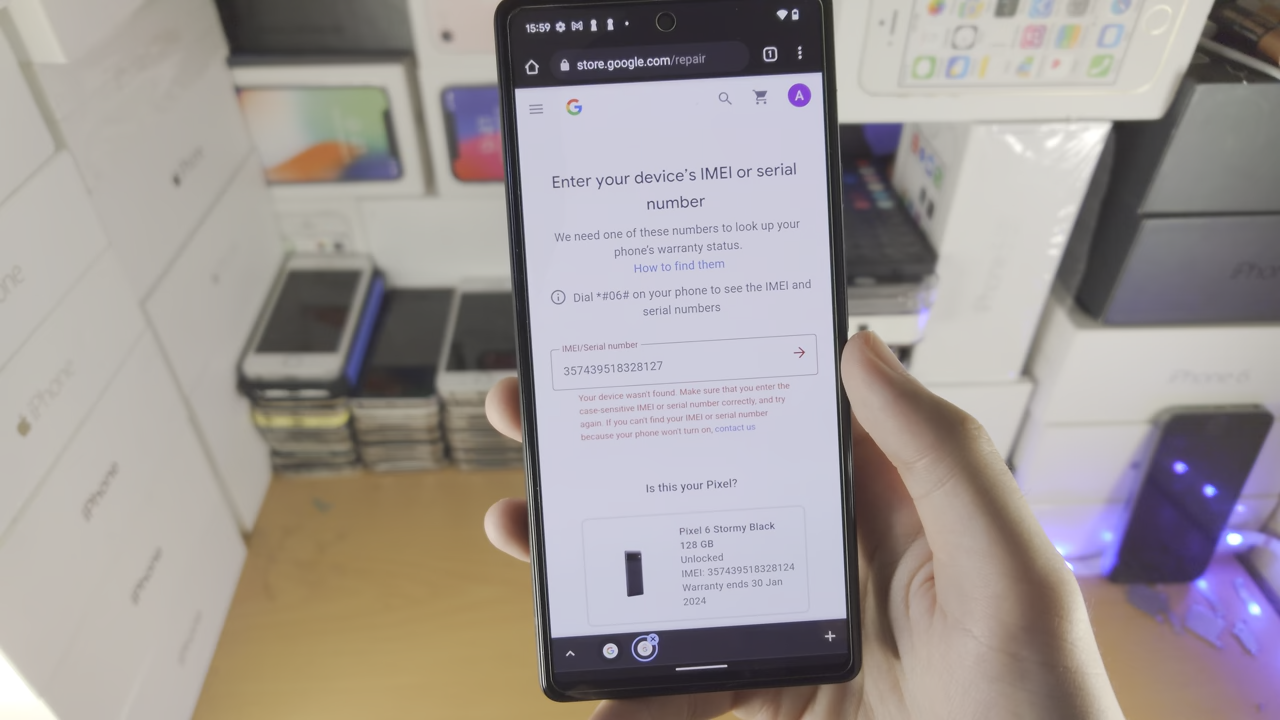 15:59
store.google.com/repair
1
G
A
Enter your device's IMEI or serial
number
We need one of these numbers to look up your
phone's warranty status.
How to find them
Dial *#06# on your phone to see the IMEI and
serial numbers
IMEI/Serial number
357439518328127
Your device wasn't found. Make sure that you enter the
case-sensitive IMEI or serial number correctly, and try
again. If you can't find your IMEI or serial number
because your phone won't turn on, contact us
Is this your Pixel?
Pixel 6 Stormy Black
128 GB
Unlocked
IMEI: 357439518328124
Warranty ends 30 Jan
2024
iPhone
iPhone
iPhone
iPhone